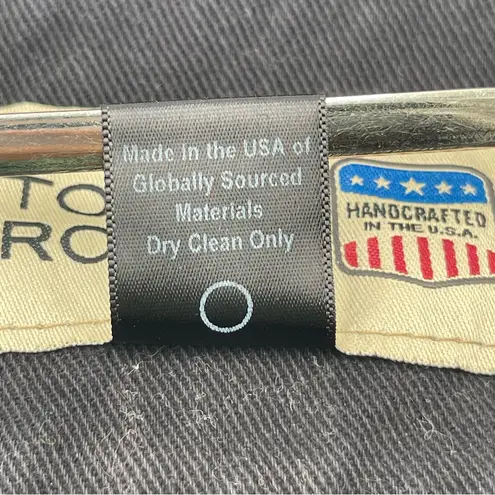 Made in the USA of
Globally Sourced
Materials
Dry Clean Only
TO
RO
HANDCRAFTED
IN THE U.S.A.